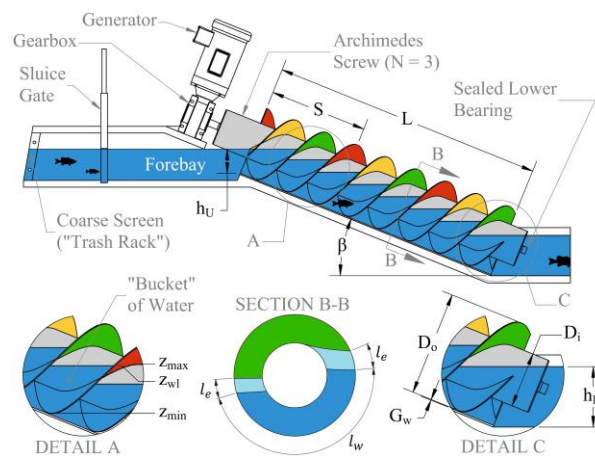 Generator
Gearbox
Sluice
Gate
Archimedes
Screw (N = 3)
Sealed Lower
Bearing
S
L
B
Forebay
hU
Coarse Screen
("Trash Rack")
A
β
B
C
"Bucket"
of Water
SECTION B-B
zmax
zwl
zmin
le
le
lw
Do
Di
Gw
DETAIL A
DETAIL C